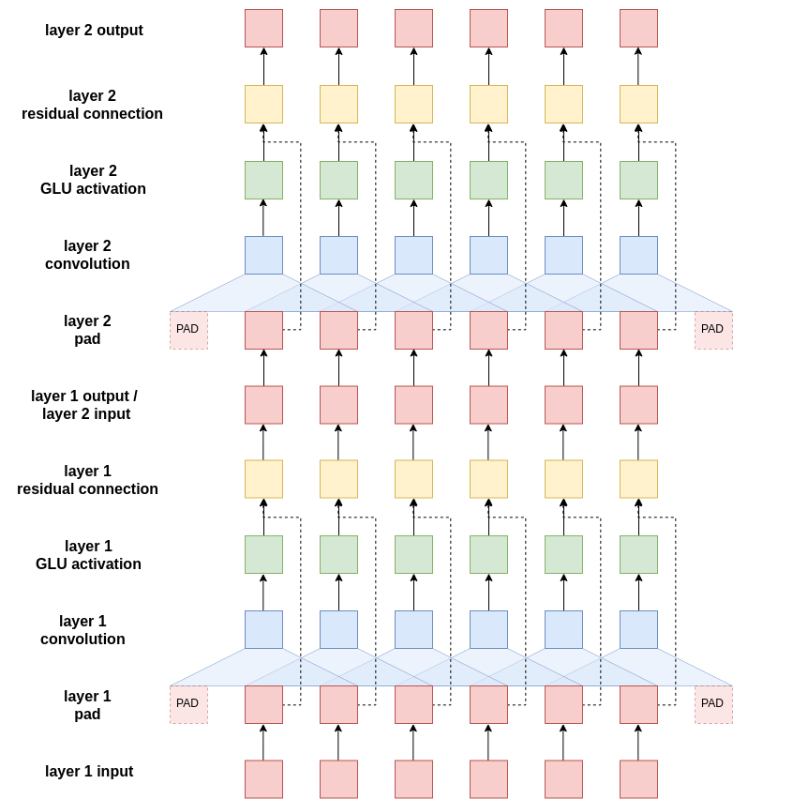 layer 2 output
layer 2
residual connection
layer 2
GLU activation
layer 2
convolution
layer 2
pad
PAD
PAD
layer 1 output /
layer 2 input
layer 1
residual connection
layer 1
GLU activation
layer 1
convolution
layer 1
pad
PAD
PAD
layer 1 input